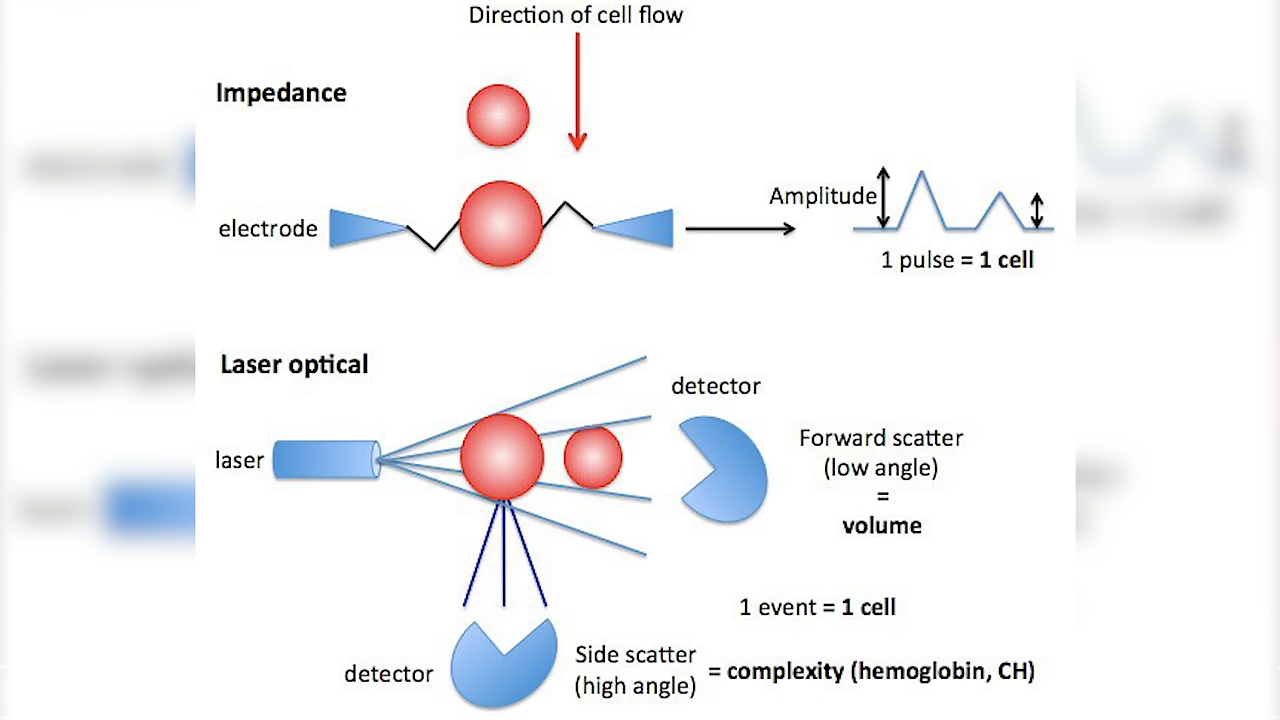 Direction of cell flow
Impedance
electrode
Amplitude
1 pulse = 1 cell
Laser optical
detector
laser
Forward scatter
(low angle)
=
volume
1 event = 1 cell
detector
Side scatter
(high angle)
= complexity (hemoglobin, CH)